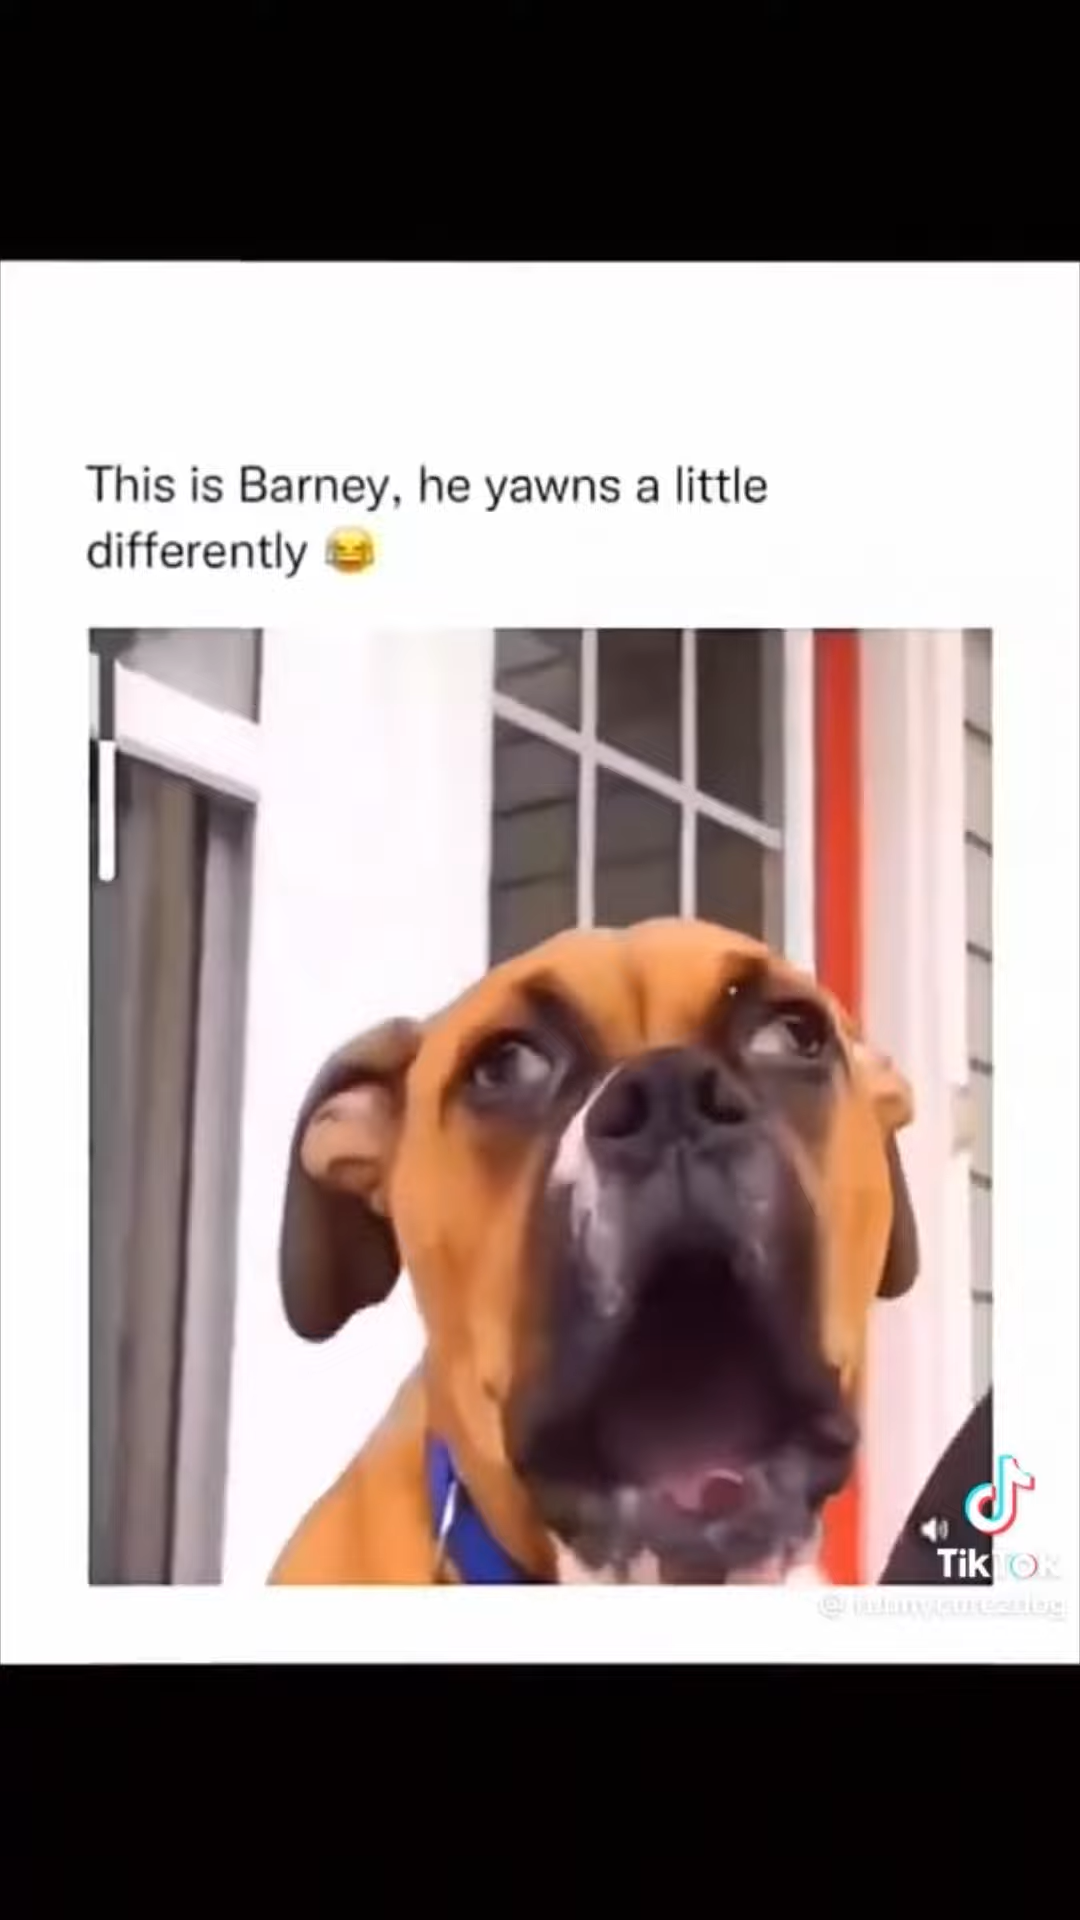 This is Barney, he yawns a little
differently 😂
TikTok